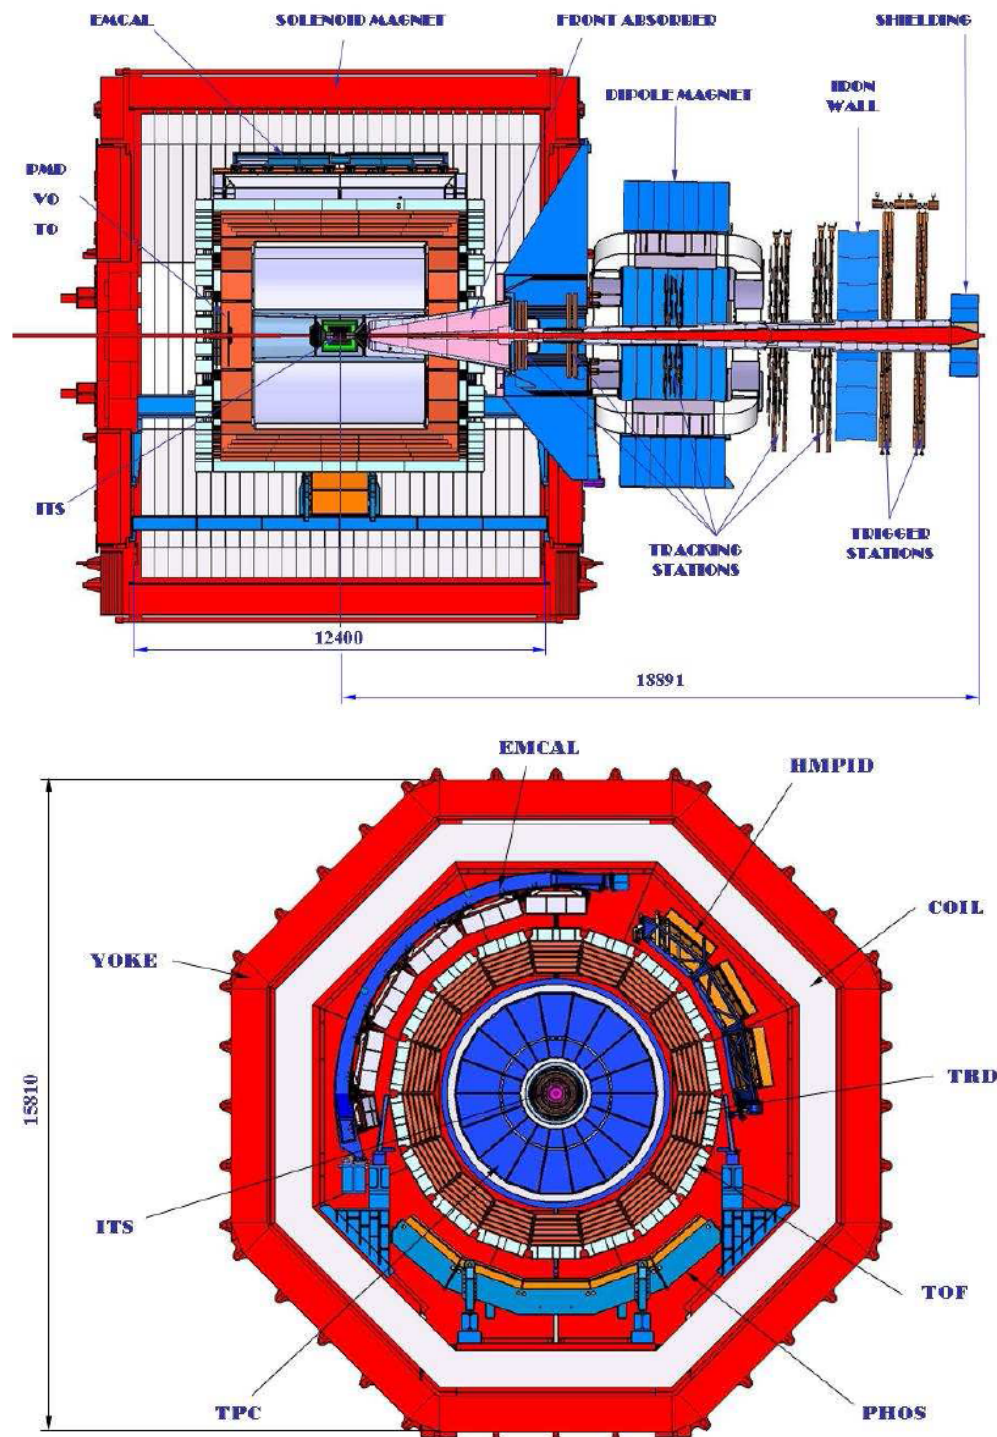 EMCAL
SOLENOID MAGNET
FRONT ABSORBER
SHIELDING
DIPOLE MAGNET
IRON
WALL
PMD
V0
T0
ITS
TRACKING
STATIONS
TRIGGER
STATIONS
12400
18891
EMCAL
HMPID
COIL
YOKE
TRD
15810
ITS
TOF
TPC
PHOS